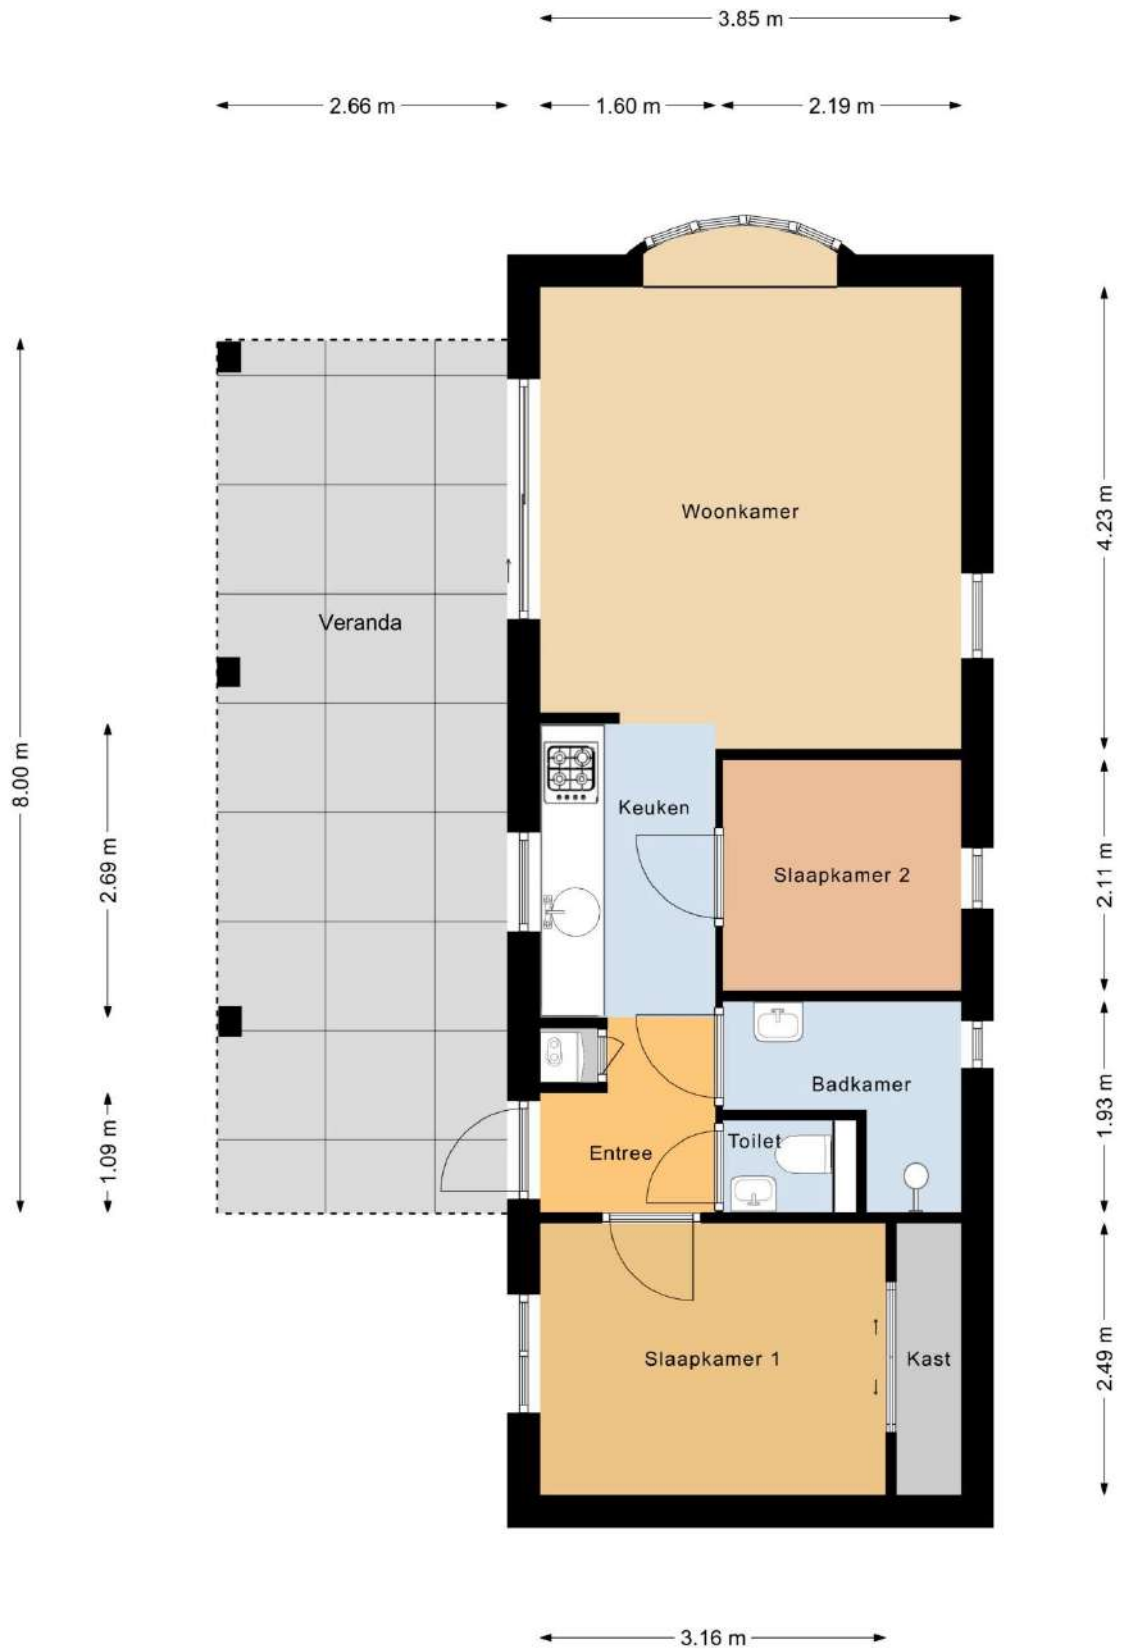 3.85 m
2.66 m
1.60 m
2.19 m
Woonkamer
4.23 m
Veranda
8.00 m
Keuken
2.69 m
Slaapkamer 2
2.11 m
Badkamer
1.93 m
Toilet
Entree
1.09 m
Slaapkamer 1
Kast
2.49 m
3.16 m